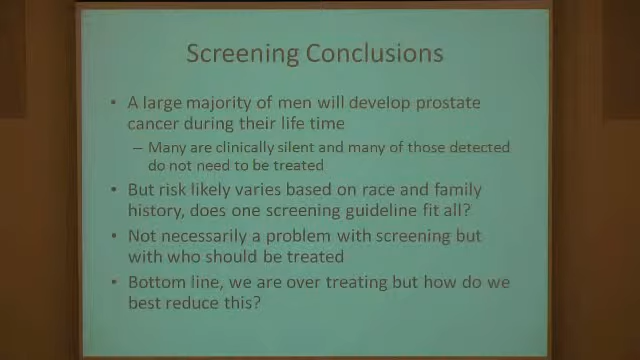 Screening Conclusions
• A large majority of men will develop prostate
cancer during their life time
– Many are clinically silent and many of those detected
do not need to be treated
• But risk likely varies based on race and family
history, does one screening guideline fit all?
• Not necessarily a problem with screening but
with who should be treated
• Bottom line, we are over treating but how do we
best reduce this?